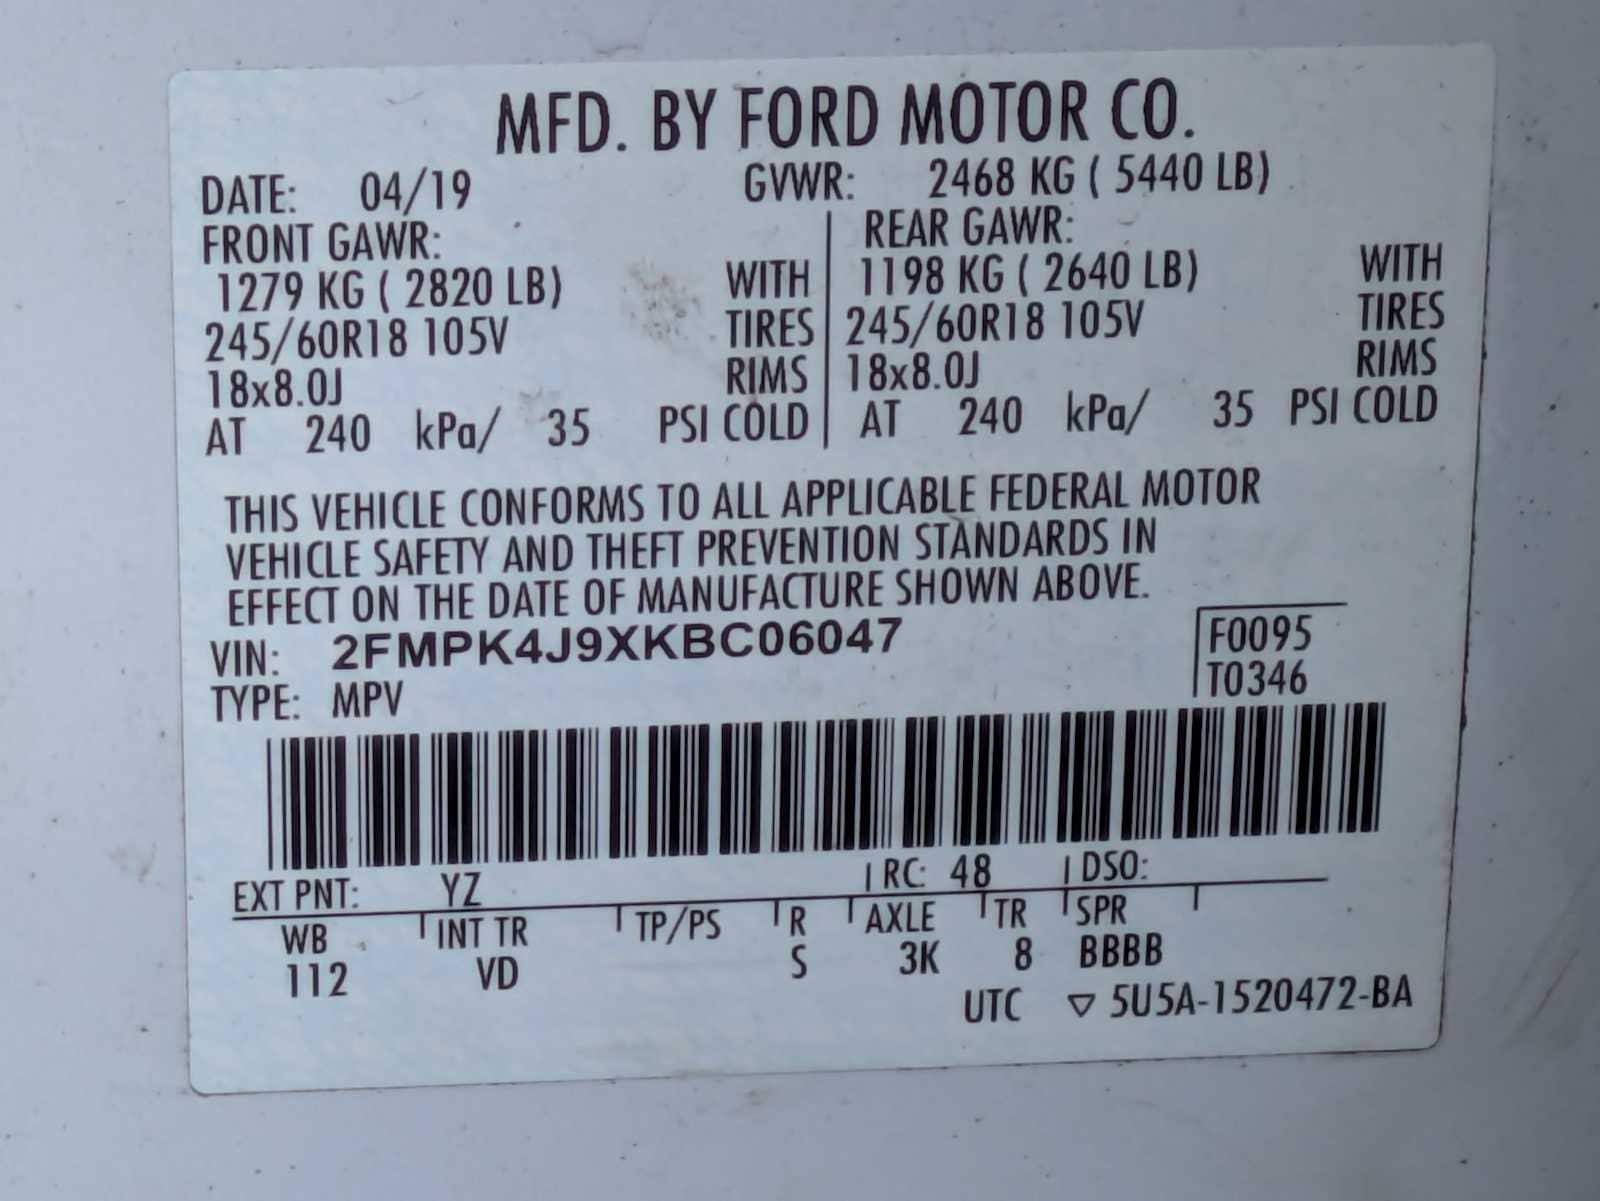 MFD. BY FORD MOTOR CO.
DATE: 04/19 GVWR: 2468 KG ( 5440 LB)
FRONT GAWR: REAR GAWR:
1279 KG ( 2820 LB) WITH 1198 KG ( 2640 LB) WITH
245/60R18 105V TIRES 245/60R18 105V TIRES
18x8.0J RIMS 18x8.0J RIMS
AT 240 kPa/ 35 PSI COLD AT 240 kPa/ 35 PSI COLD
THIS VEHICLE CONFORMS TO ALL APPLICABLE FEDERAL MOTOR
VEHICLE SAFETY AND THEFT PREVENTION STANDARDS IN
EFFECT ON THE DATE OF MANUFACTURE SHOWN ABOVE.
VIN: 2FMPK4J9XKBC06047 F0095
TYPE: MPV T0346
EXT PNT: YZ RC: 48 DSO:
WB INT TR TP/PS R AXLE TR SPR
112 VD S 3K 8 BBBB
UTC ▽ 5U5A-1520472-BA